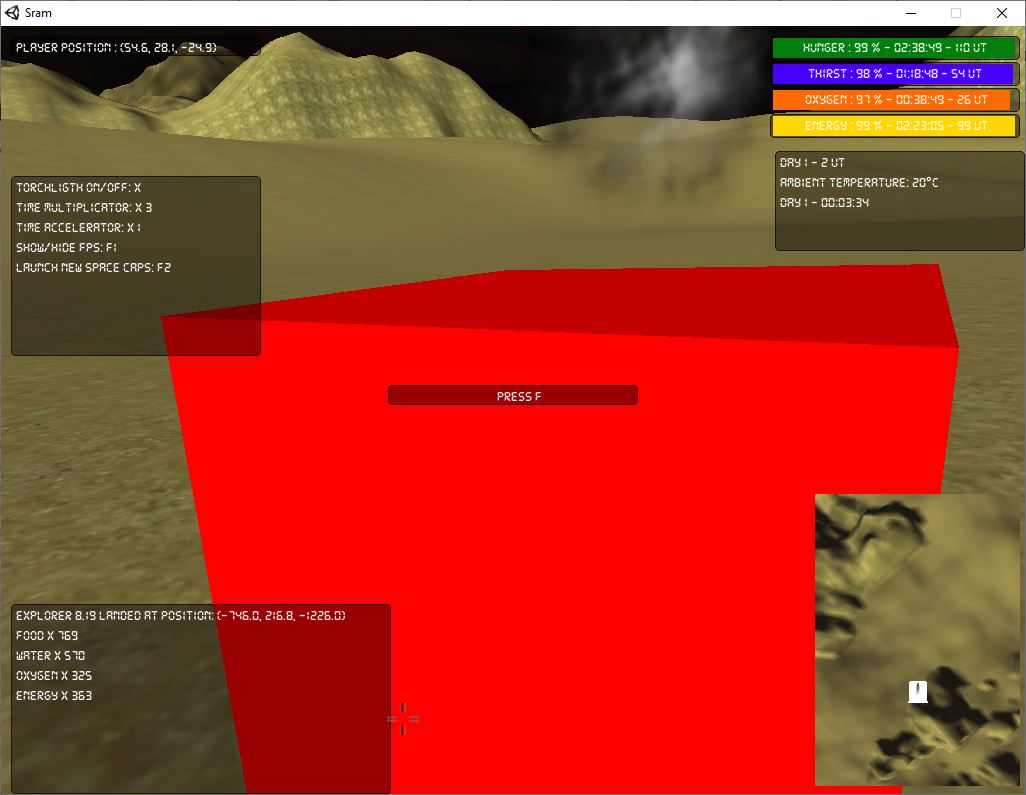 Sram
PLAYER POSITION : (54.6, 28.1, -24.9)
HUNGER : 99 % - 02:38:49 - 110 UT
THIRST : 98 % - 01:18:48 - 54 UT
OXYGEN : 97 % - 00:38:49 - 26 UT
ENERGY : 99 % - 02:23:05 - 99 UT
DAY 1 - 2 UT
AMBIENT TEMPERATURE: 20°C
DAY 1 - 00:03:34
TORCHLIGTH ON/OFF: X
TIME MULTIPLICATOR: X 3
TIME ACCELERATOR: X 1
SHOW/HIDE FPS: F1
LAUNCH NEW SPACE CAPS: F2
PRESS F
EXPLORER 8.19 LANDED AT POSITION: (-746.0, 216.8, -1226.0)
FOOD X 769
WATER X 570
OXYGEN X 325
ENERGY X 363